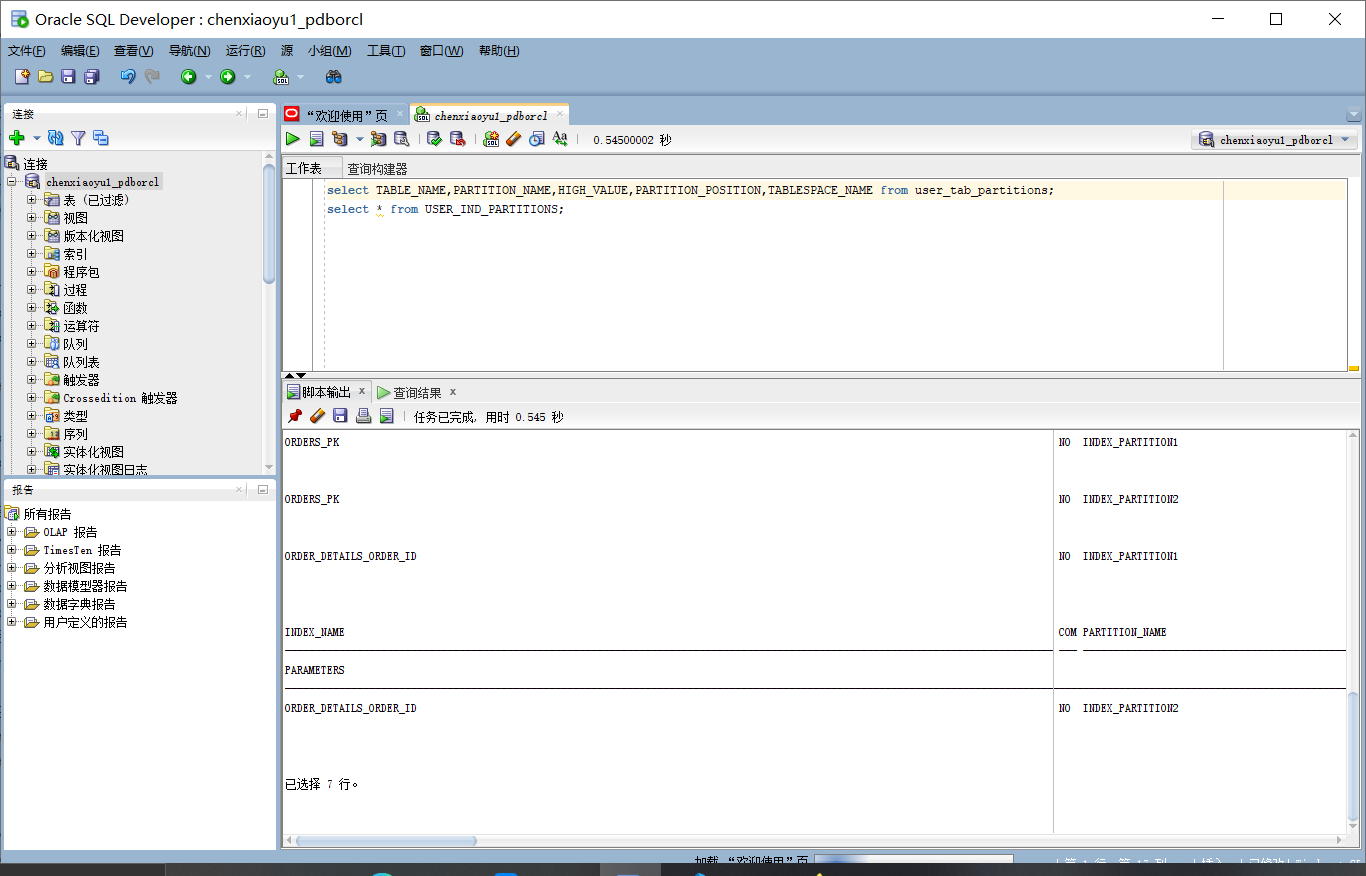 Oracle SQL Developer : chenxiaoyu1_pdborcl
文件(F) 编辑(E) 查看(V) 导航(N) 运行(R) 源 小组(M) 工具(T) 窗口(W) 帮助(H)
连接
连接
chenxiaoyu1_pdborcl
表 (已过滤)
视图
版本化视图
索引
程序包
过程
函数
运算符
队列
队列表
触发器
Crossedition 触发器
类型
序列
实体化视图
实体化视图日志
报告
所有报告
OLAP 报告
TimesTen 报告
分析视图报告
数据模型器报告
数据字典报告
用户定义的报告
“欢迎使用”页 chenxiaoyu1_pdborcl
0.54500002 秒 chenxiaoyu1_pdborcl
工作表 查询构建器
select TABLE_NAME,PARTITION_NAME,HIGH_VALUE,PARTITION_POSITION,TABLESPACE_NAME from user_tab_partitions;
select * from USER_IND_PARTITIONS;
脚本输出 查询结果
任务已完成, 用时 0.545 秒
ORDERS_PK NO INDEX_PARTITION1
ORDERS_PK NO INDEX_PARTITION2
ORDER_DETAILS_ORDER_ID NO INDEX_PARTITION1
INDEX_NAME COM PARTITION_NAME
PARAMETERS
ORDER_DETAILS_ORDER_ID NO INDEX_PARTITION2
已选择 7 行。
加载 “欢迎使用”页